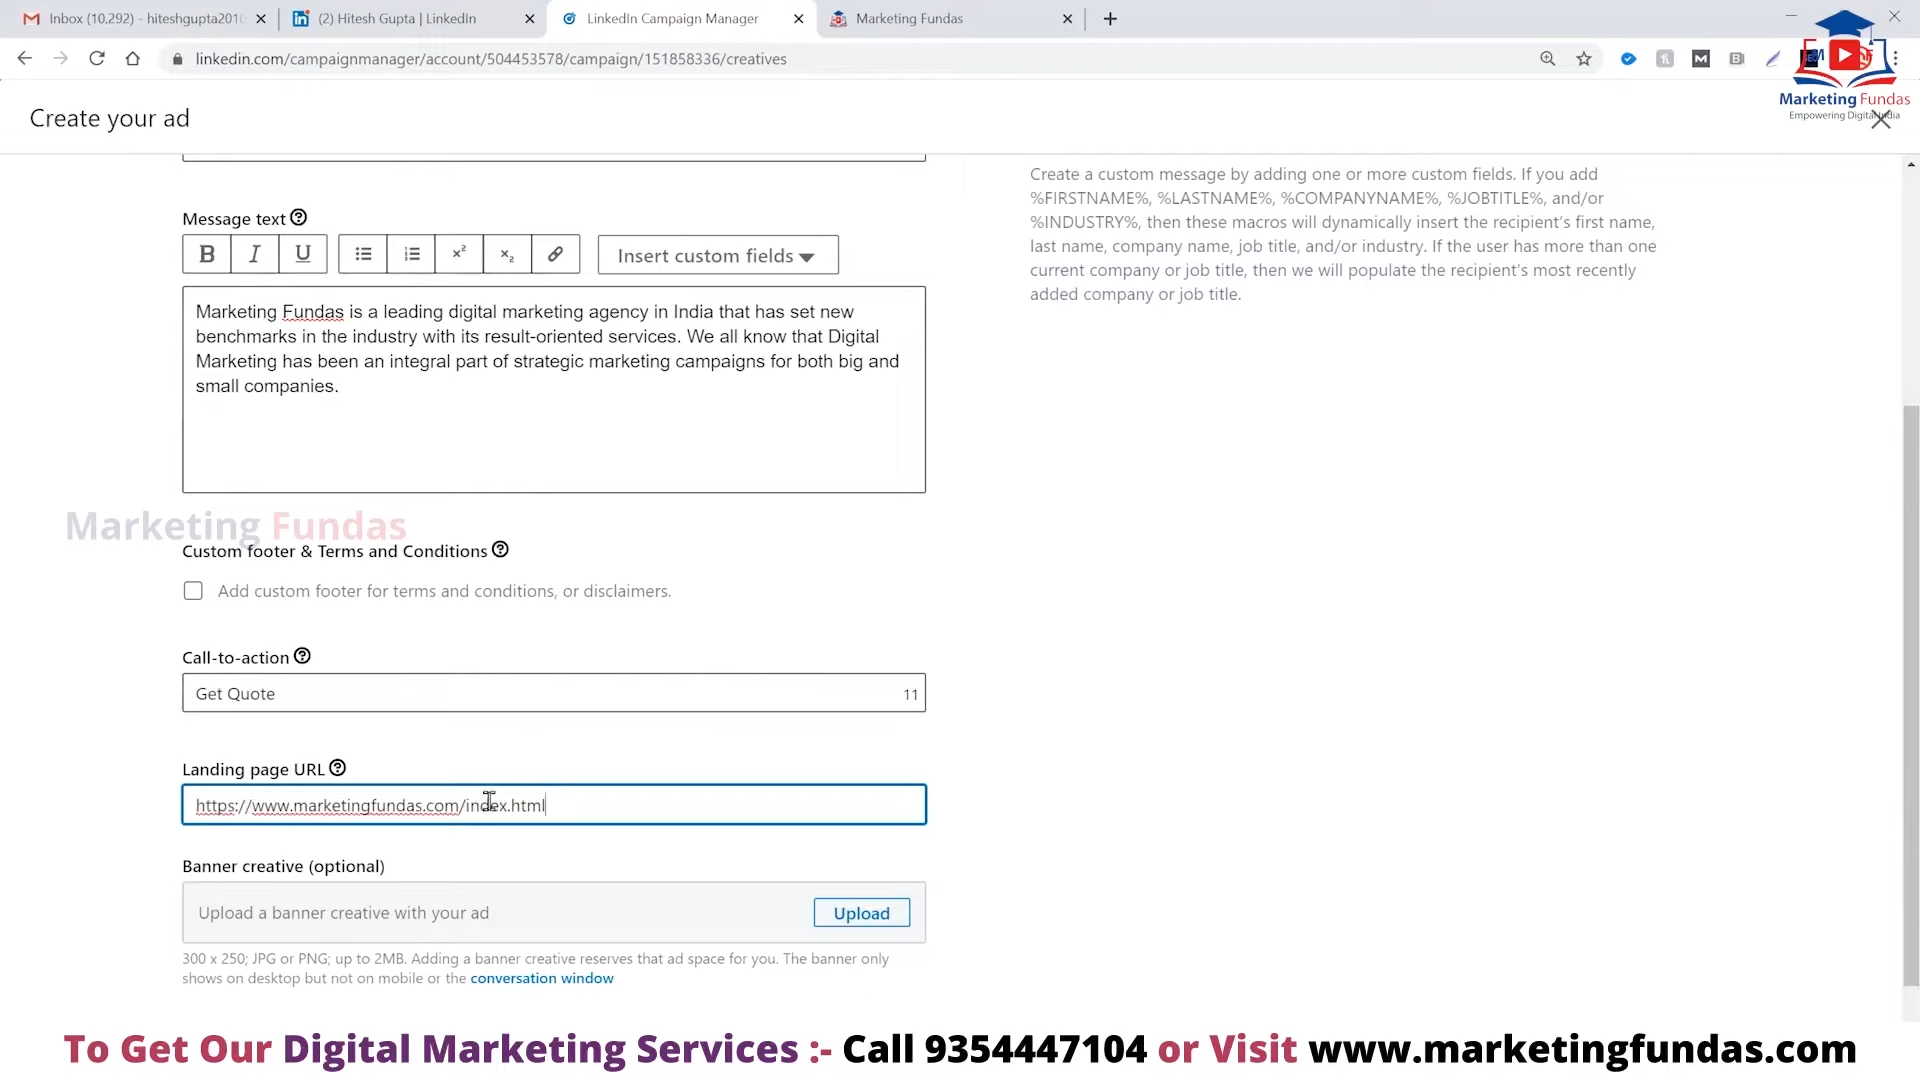 Inbox (10,292) - hiteshgupta2010
(2) Hitesh Gupta | LinkedIn
LinkedIn Campaign Manager
Marketing Fundas
linkedin.com/campaignmanager/account/504453578/campaign/151858336/creatives
Marketing Fundas
Empowering Digital India
Create your ad
Create a custom message by adding one or more custom fields. If you add
%FIRSTNAME%, %LASTNAME%, %COMPANYNAME%, %JOBTITLE%, and/or
%INDUSTRY%, then these macros will dynamically insert the recipient's first name,
last name, company name, job title, and/or industry. If the user has more than one
current company or job title, then we will populate the recipient's most recently
added company or job title.
Message text
B I U x² x₂ Insert custom fields
Marketing Fundas is a leading digital marketing agency in India that has set new
benchmarks in the industry with its result-oriented services. We all know that Digital
Marketing has been an integral part of strategic marketing campaigns for both big and
small companies.
Marketing Fundas
Custom footer & Terms and Conditions
Add custom footer for terms and conditions, or disclaimers.
Call-to-action
Get Quote 11
Landing page URL
https://www.marketingfundas.com/index.html
Banner creative (optional)
Upload a banner creative with your ad
Upload
300 x 250; JPG or PNG; up to 2MB. Adding a banner creative reserves that ad space for you. The banner only
shows on desktop but not on mobile or the conversation window
To Get Our Digital Marketing Services :- Call 9354447104 or Visit www.marketingfundas.com